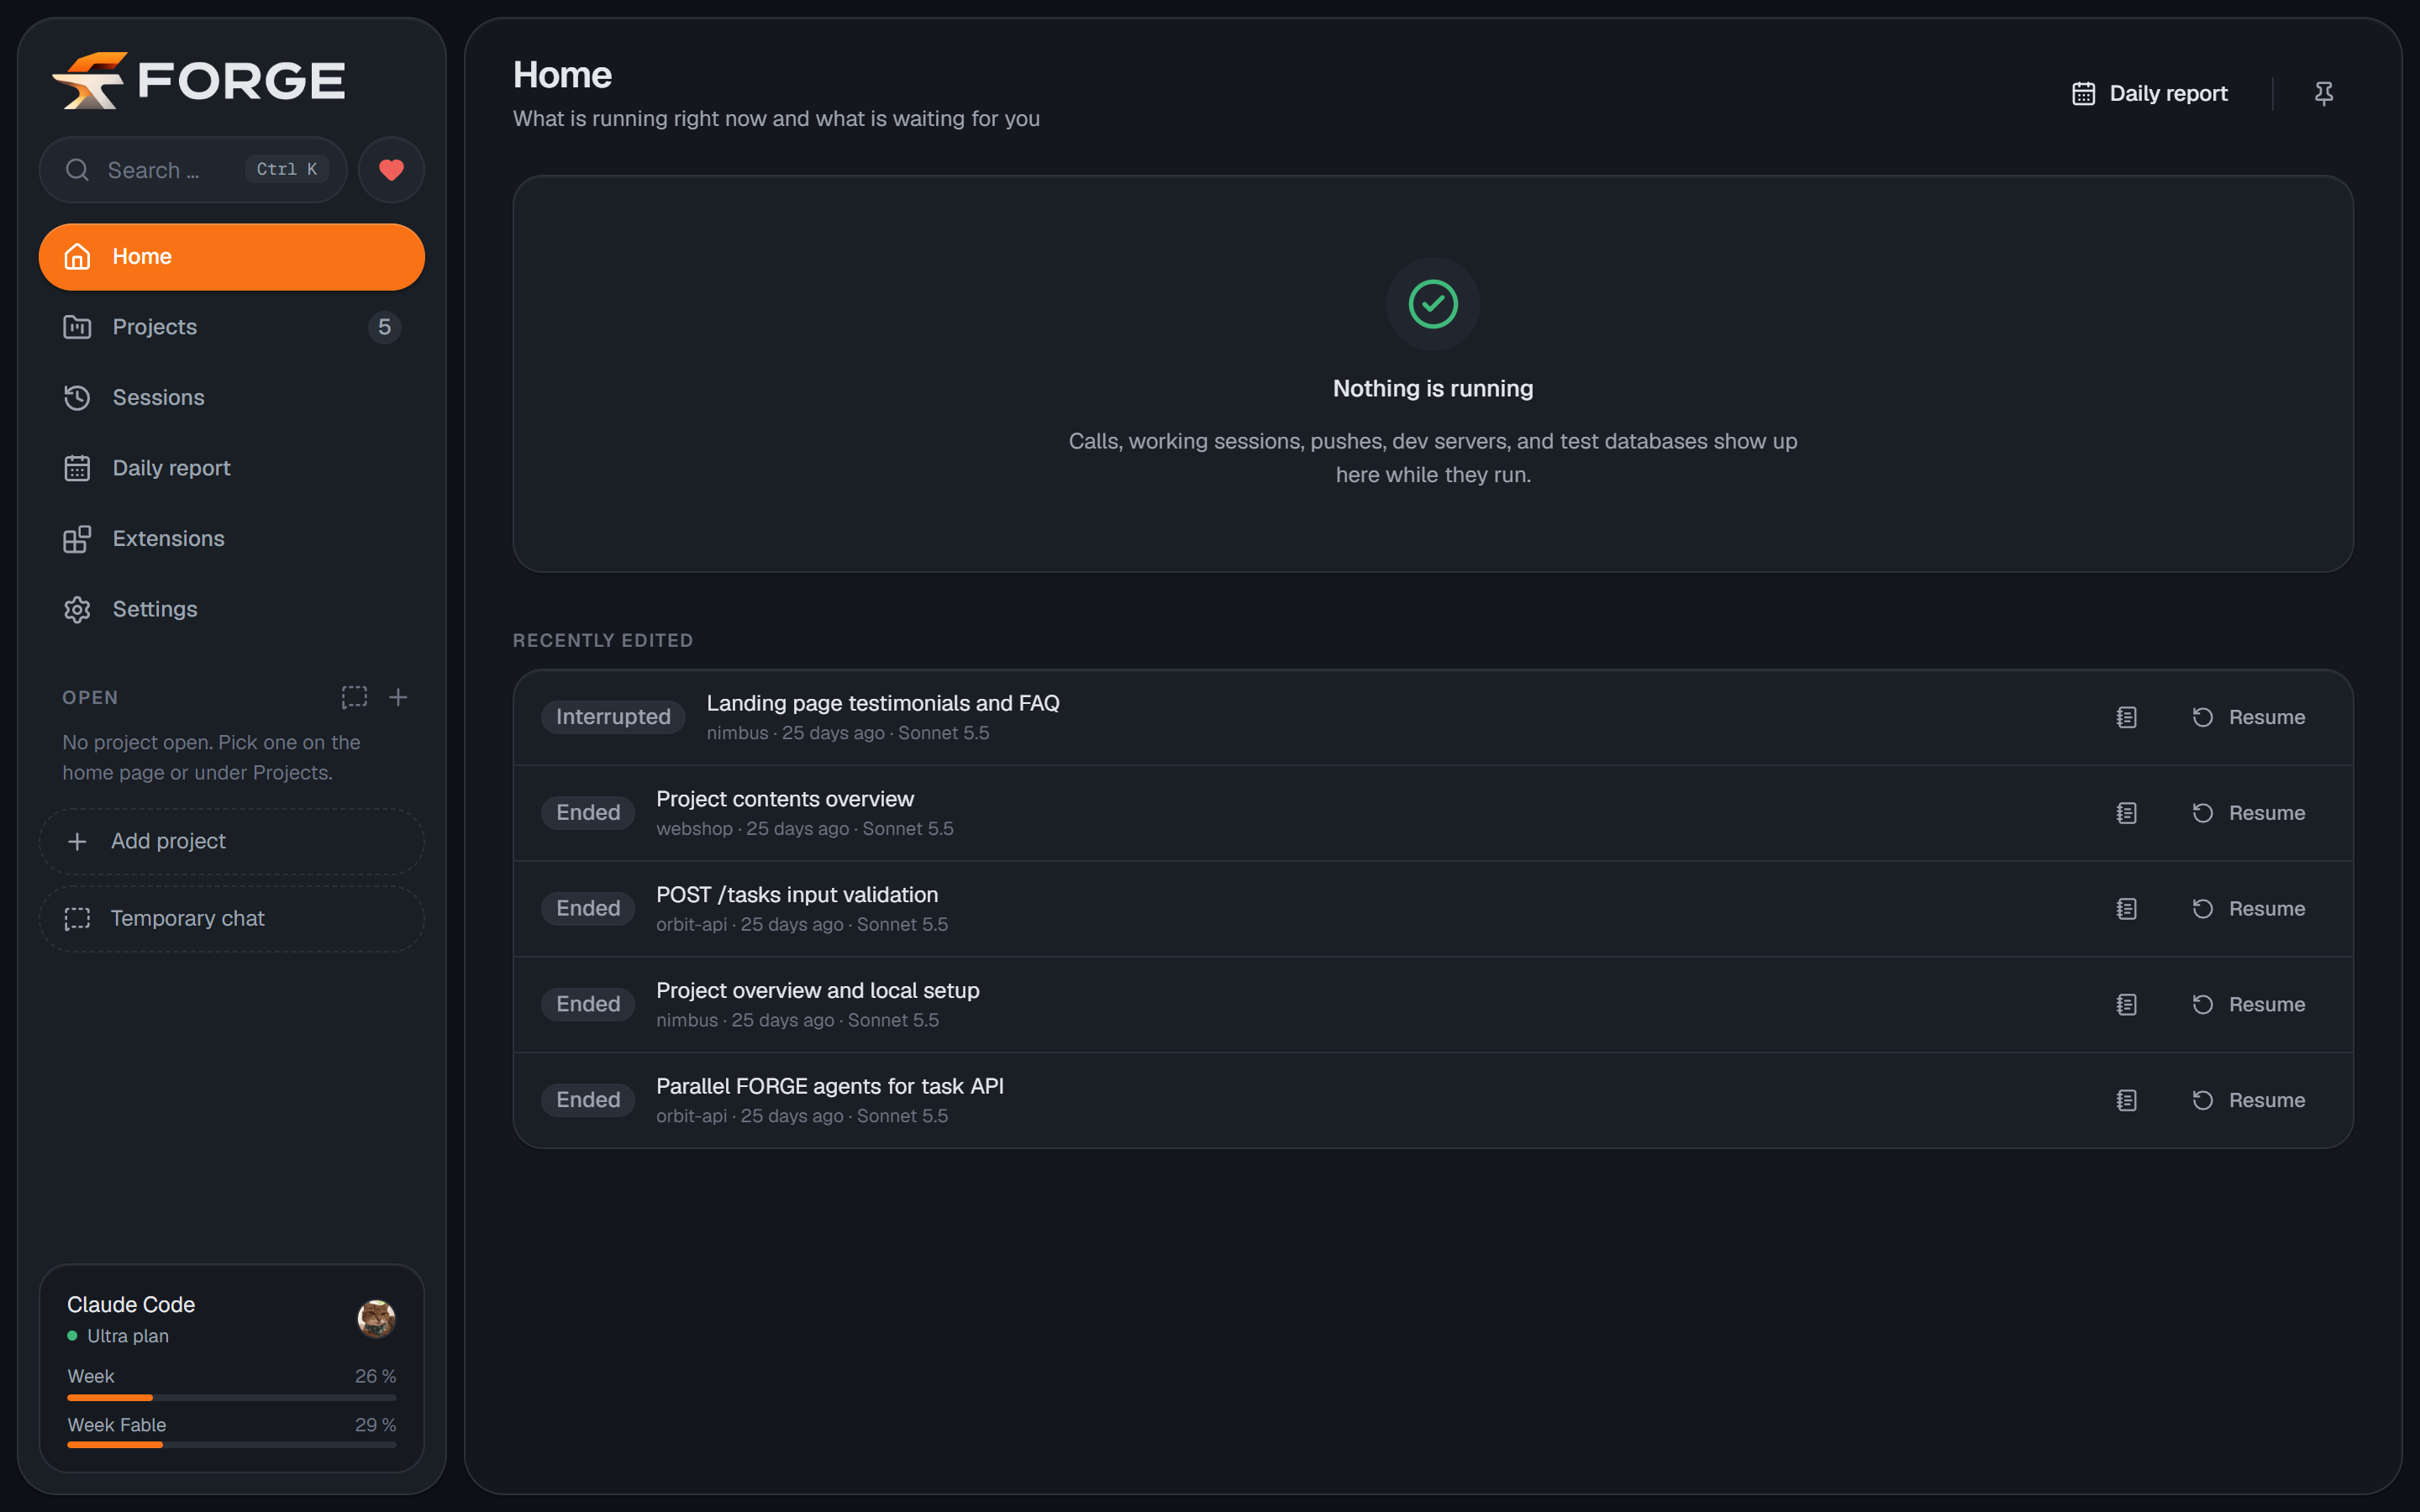 FORGE
Search ...
Ctrl K
Home
Projects
5
Sessions
Daily report
Extensions
Settings
OPEN
No project open. Pick one on the
home page or under Projects.
Add project
Temporary chat
Claude Code
Ultra plan
Week
26 %
Week Fable
29 %
Home
What is running right now and what is waiting for you
Daily report
Nothing is running
Calls, working sessions, pushes, dev servers, and test databases show up
here while they run.
RECENTLY EDITED
Interrupted
Landing page testimonials and FAQ
nimbus · 25 days ago · Sonnet 5.5
Resume
Ended
Project contents overview
webshop · 25 days ago · Sonnet 5.5
Resume
Ended
POST /tasks input validation
orbit-api · 25 days ago · Sonnet 5.5
Resume
Ended
Project overview and local setup
nimbus · 25 days ago · Sonnet 5.5
Resume
Ended
Parallel FORGE agents for task API
orbit-api · 25 days ago · Sonnet 5.5
Resume